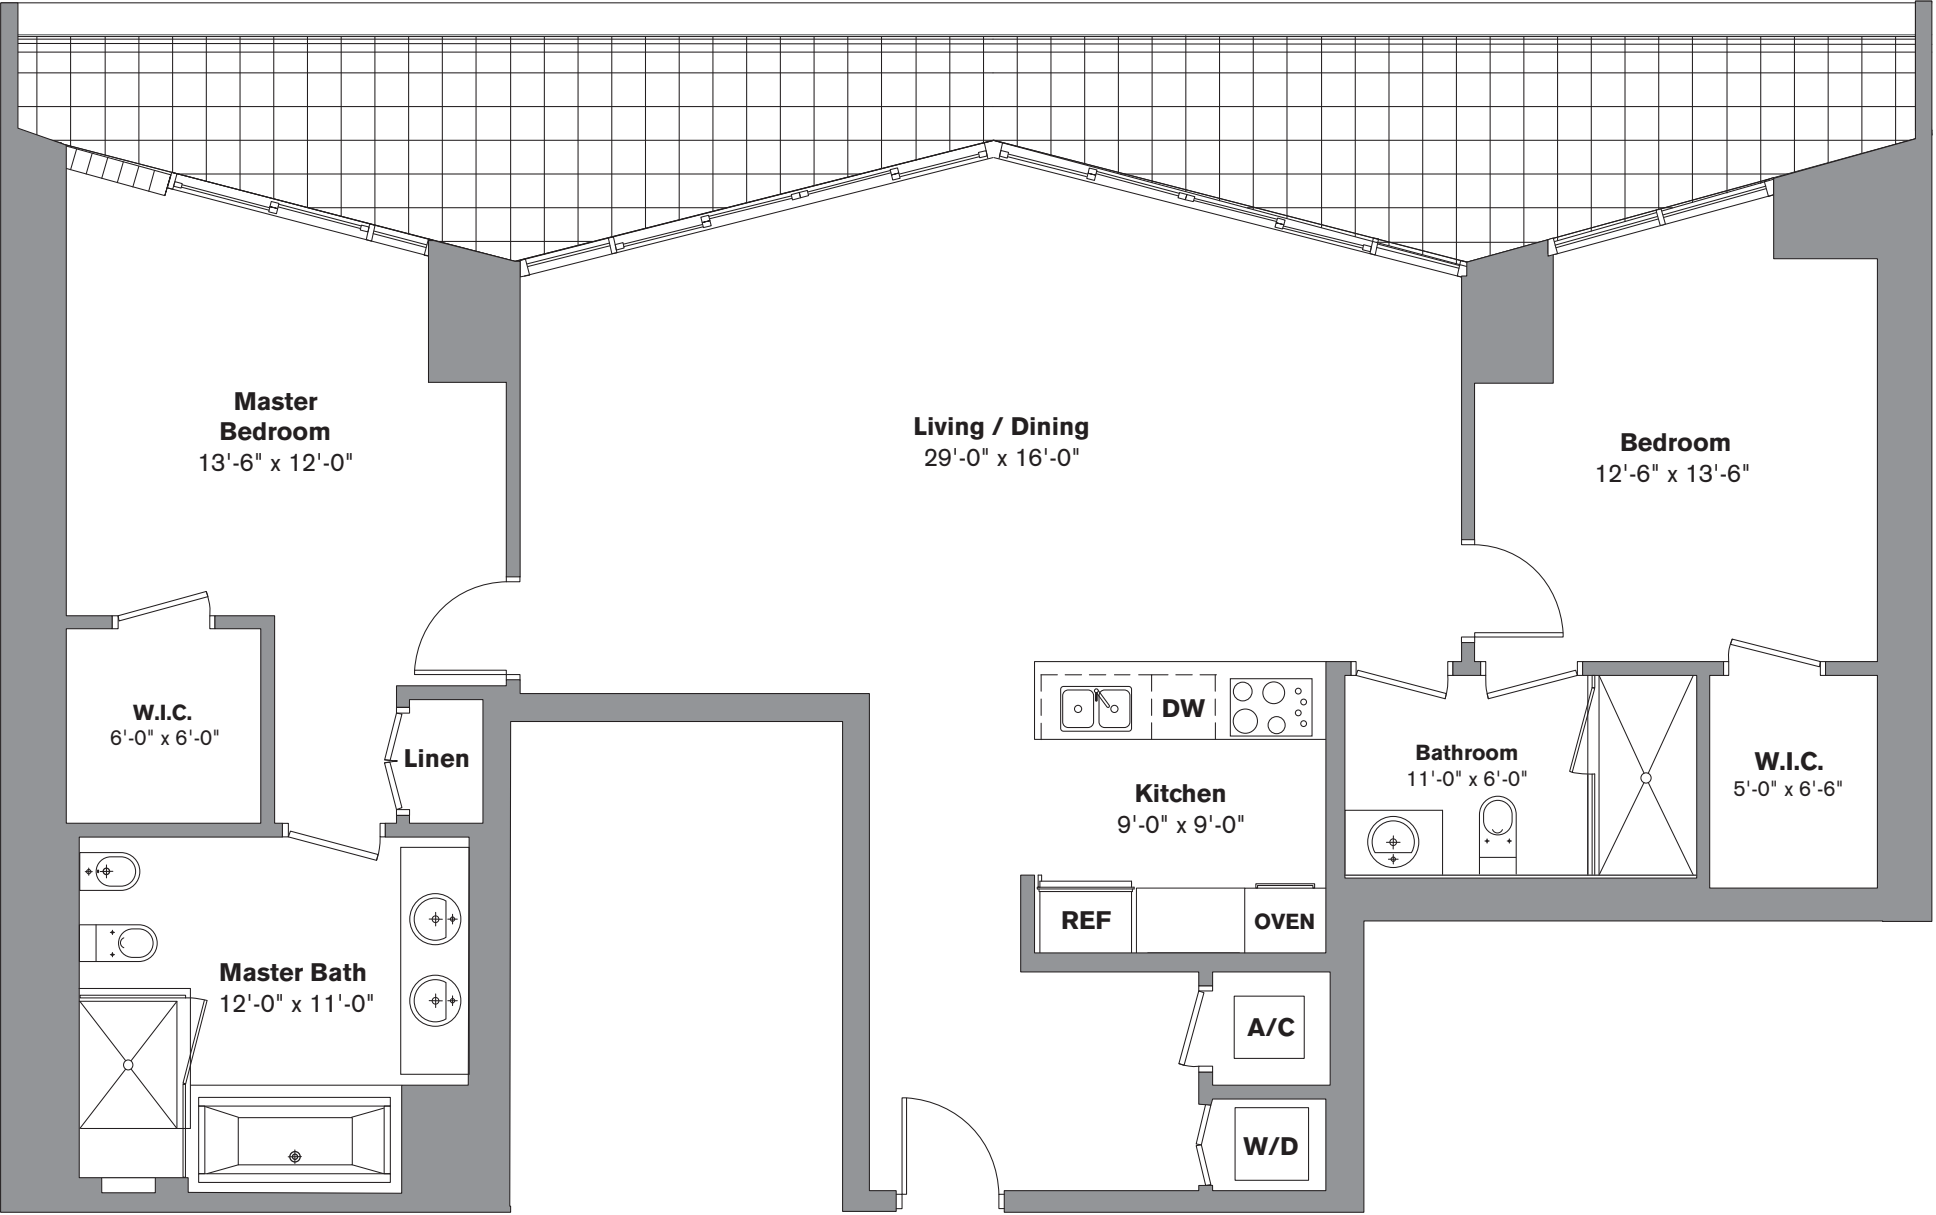 Master
Bedroom
13'-6" x 12'-0"
Living / Dining
29'-0" x 16'-0"
Bedroom
12'-6" x 13'-6"
W.I.C.
6'-0" x 6'-0"
Linen
DW
Kitchen
9'-0" x 9'-0"
Bathroom
11'-0" x 6'-0"
W.I.C.
5'-0" x 6'-6"
REF
OVEN
Master Bath
12'-0" x 11'-0"
A/C
W/D